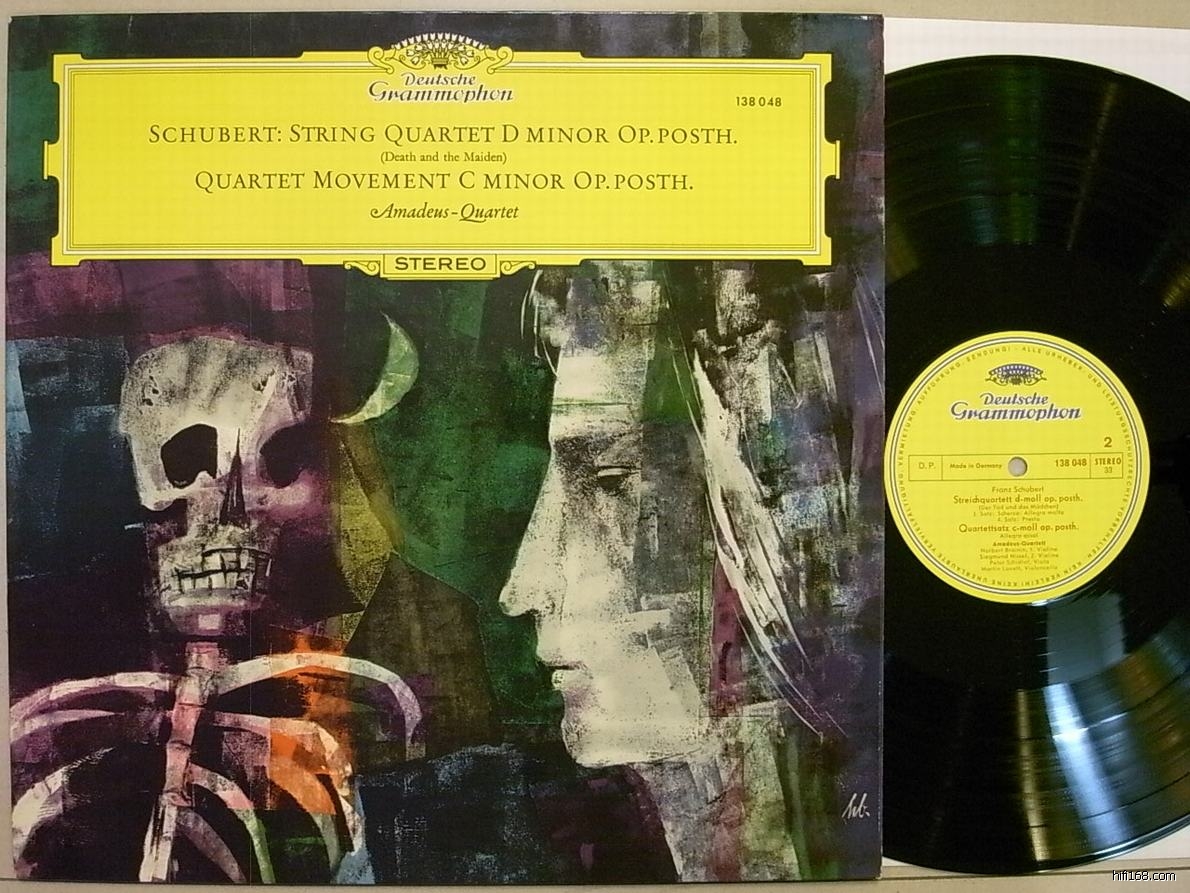 Deutsche
Grammophon
138 048
SCHUBERT: STRING QUARTET D MINOR OP. POSTH.
(Death and the Maiden)
QUARTET MOVEMENT C MINOR OP. POSTH.
Amadeus-Quartet
STEREO
Deutsche
Grammophon
2
D.P.
Made in Germany
138 048
STEREO
33
Franz Schubert
Streichquartett d-moll op. posth.
(Der Tod und das Mädchen)
3. Satz: Scherzo: Allegro molto
4. Satz: Presto
Quartettsatz c-moll op. posth.
Allegro assai
Amadeus-Quartett
Norbert Brainin, 1. Violine
Siegmund Nissel, 2. Violine
Peter Schidlof, Viola
Martin Lovett, Violoncello
hifi168.com